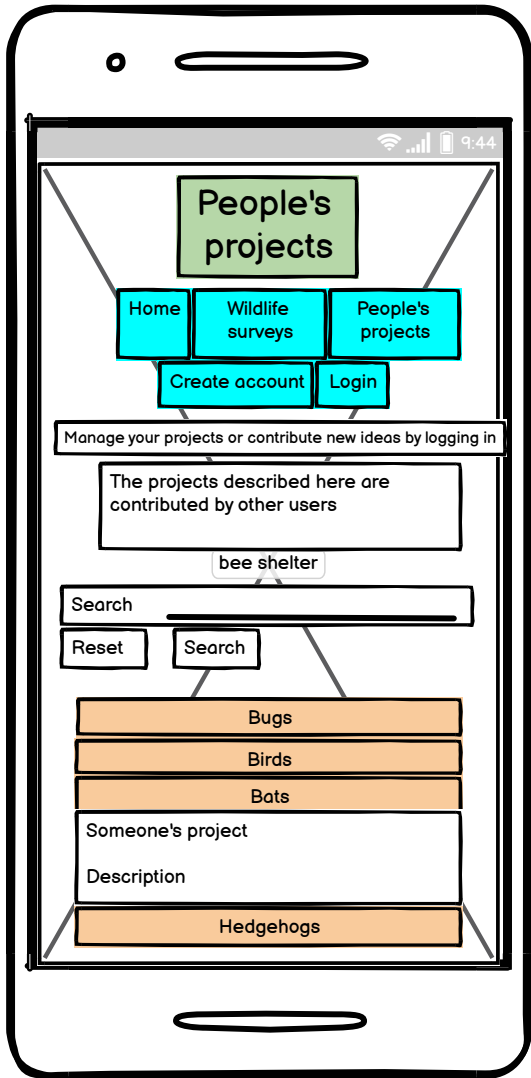 9:44
People's
projects
Home
Wildlife
surveys
People's
projects
Create account
Login
Manage your projects or contribute new ideas by logging in
The projects described here are
contributed by other users
bee shelter
Search
Reset
Search
Bugs
Birds
Bats
Someone's project
Description
Hedgehogs